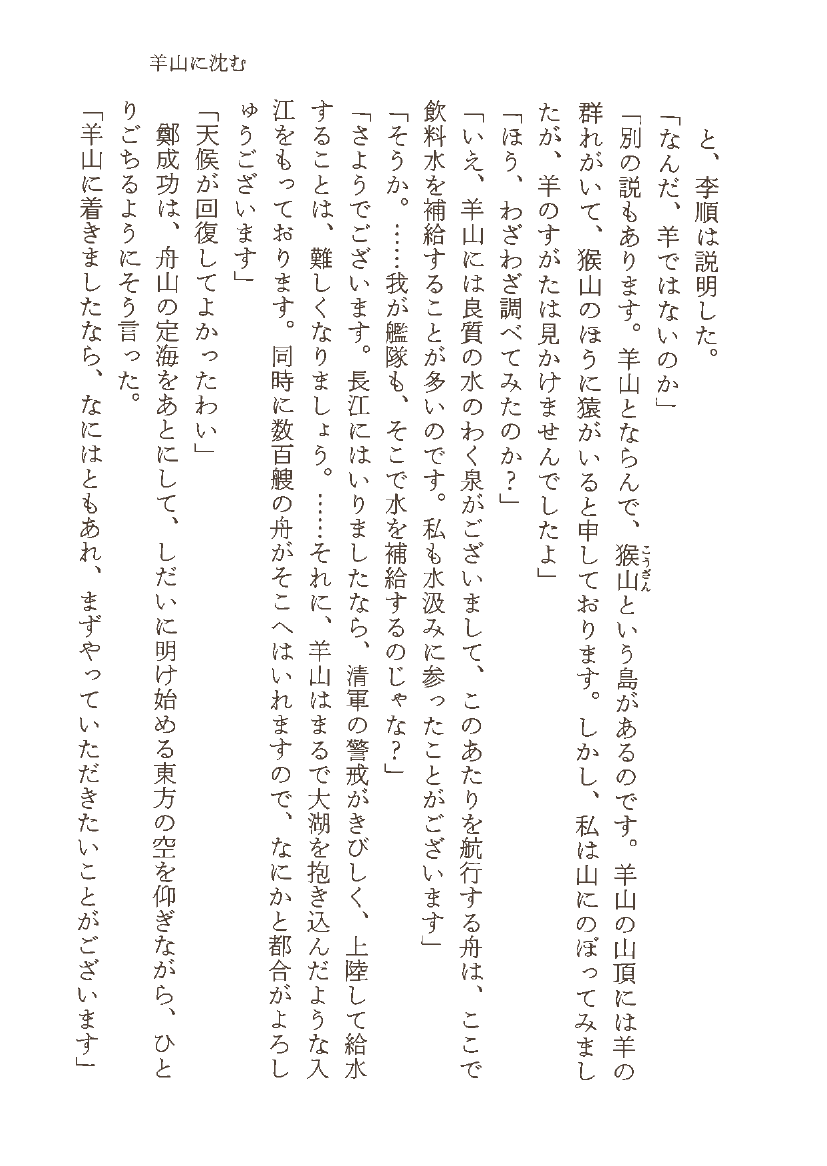 羊山に沈む
と、李順は説明した。
「なんだ、羊ではないのか」
「別の説もあります。羊山とならんで、猴山という島があるのです。羊山の山頂には羊の
こうざん
群れがいて、猴山のほうに猿がいると申しております。しかし、私は山にのぼってみまし
たが、羊のすがたは見かけませんでしたよ」
「ほう、わざわざ調べてみたのか？」
「いえ、羊山には良質の水のわく泉がございまして、このあたりを航行する舟は、ここで
飲料水を補給することが多いのです。私も水汲みに参ったことがございます」
「そうか。……我が艦隊も、そこで水を補給するのじゃな？」
「さようでございます。長江にはいりましたなら、清軍の警戒がきびしく、上陸して給水
することは、難しくなりましょう。……それに、羊山はまるで大湖を抱き込んだような入
江をもっております。同時に数百艘の舟がそこへはいれますので、なにかと都合がよろし
ゅうございます」
「天候が回復してよかったわい」
鄭成功は、舟山の定海をあとにして、しだいに明け始める東方の空を仰ぎながら、ひと
りごちるようにそう言った。
「羊山に着きましたなら、なにはともあれ、まずやっていただきたいことがございます」